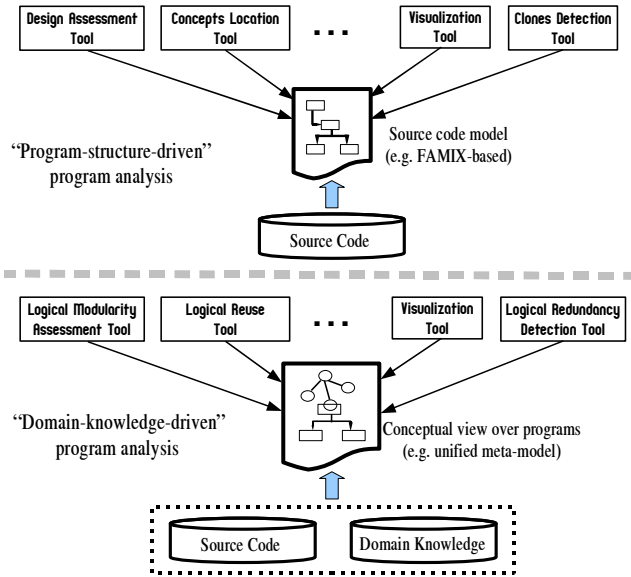 Design Assessment Tool
Concepts Location Tool
...
Visualization Tool
Clones Detection Tool
“Program-structure-driven”
program analysis
Source code model
(e.g. FAMIX-based)
Source Code
Logical Modularity Assessment Tool
Logical Reuse Tool
...
Visualization Tool
Logical Redundancy Detection Tool
“Domain-knowledge-driven”
program analysis
Conceptual view over programs
(e.g. unified meta-model)
Source Code
Domain Knowledge